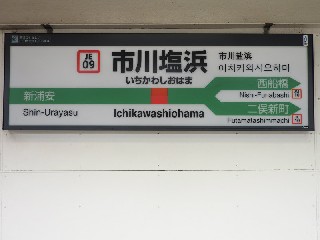 JE
09
市川塩浜
いちかわしおはま
Ichikawashiohama
市川盐浜
이치카와시오하마
新浦安
Shin-Urayasu
西船橋
Nishi-Funabashi
二俣新町
Futamatashimmachi